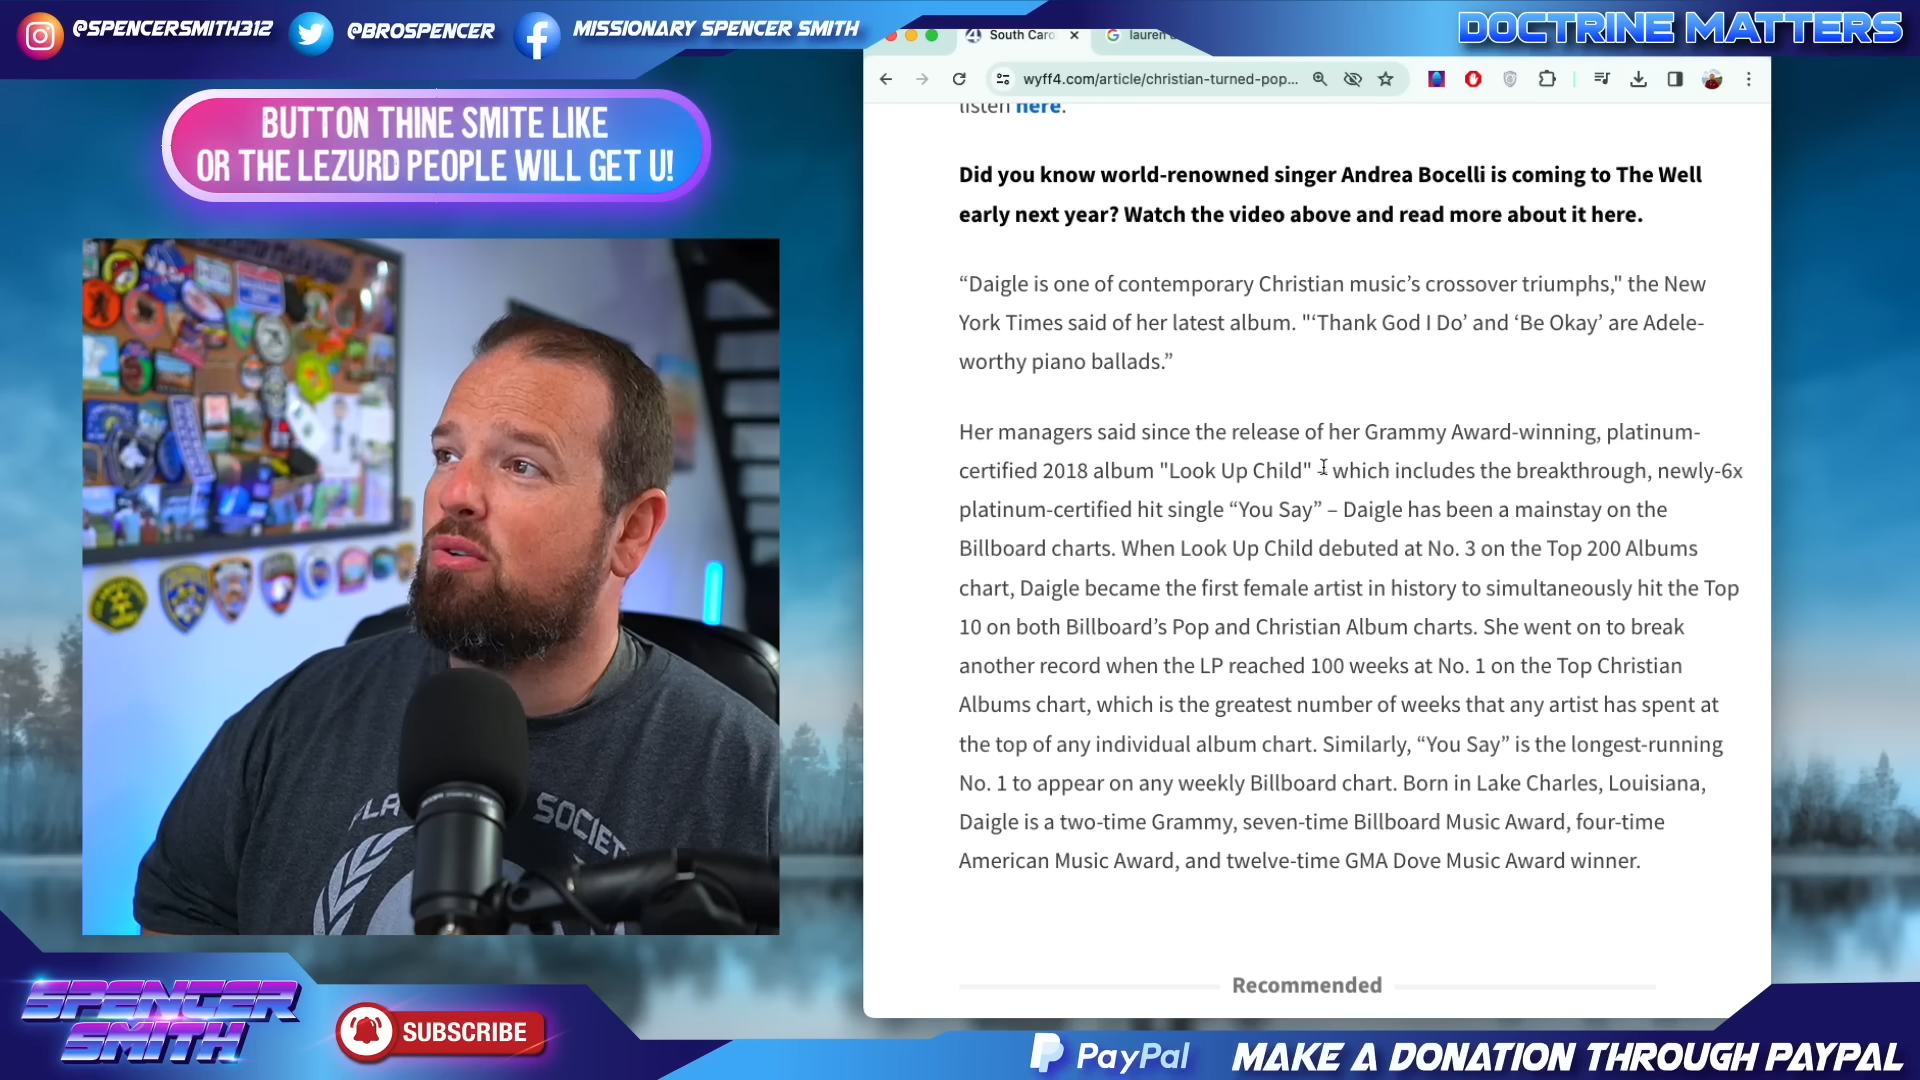 @SPENCERSMITH312
@BROSPENCER
MISSIONARY SPENCER SMITH
DOCTRINE MATTERS
BUTTON THINE SMITE LIKE
OR THE LEZURD PEOPLE WILL GET U!
South Caro
lauren
wyff4.com/article/christian-turned-pop...
listen here.
Did you know world-renowned singer Andrea Bocelli is coming to The Well
early next year? Watch the video above and read more about it here.
“Daigle is one of contemporary Christian music’s crossover triumphs," the New
York Times said of her latest album. "‘Thank God I Do’ and ‘Be Okay’ are Adele-
worthy piano ballads.”
Her managers said since the release of her Grammy Award-winning, platinum-
certified 2018 album "Look Up Child" – which includes the breakthrough, newly-6x
platinum-certified hit single “You Say” – Daigle has been a mainstay on the
Billboard charts. When Look Up Child debuted at No. 3 on the Top 200 Albums
chart, Daigle became the first female artist in history to simultaneously hit the Top
10 on both Billboard’s Pop and Christian Album charts. She went on to break
another record when the LP reached 100 weeks at No. 1 on the Top Christian
Albums chart, which is the greatest number of weeks that any artist has spent at
the top of any individual album chart. Similarly, “You Say” is the longest-running
No. 1 to appear on any weekly Billboard chart. Born in Lake Charles, Louisiana,
Daigle is a two-time Grammy, seven-time Billboard Music Award, four-time
American Music Award, and twelve-time GMA Dove Music Award winner.
Recommended
SOCIET
SPENCER
SMITH
SUBSCRIBE
PayPal
MAKE A DONATION THROUGH PAYPAL